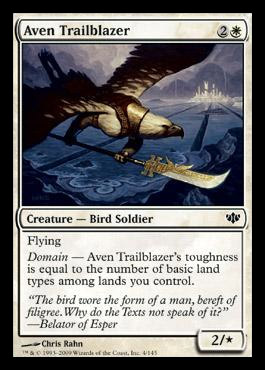 Aven Trailblazer 2
Creature — Bird Soldier
Flying
Domain — Aven Trailblazer's toughness
is equal to the number of basic land
types among lands you control.
“The bird wore the form of a man, bereft of
filigree. Why do the Texts not speak of it?”
—Belator of Esper
2/★
Chris Rahn
™ & © 1993–2009 Wizards of the Coast, Inc. 4/145